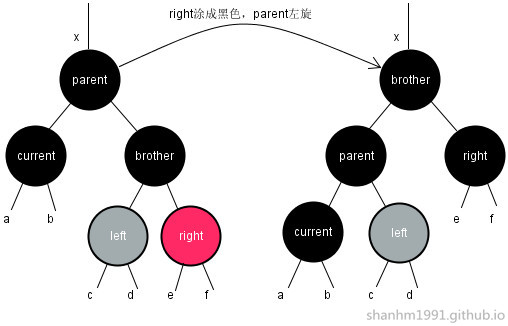 right涂成黑色，parent左旋
x
x
parent
brother
current
brother
parent
right
a
b
left
right
current
left
e
f
c
d
e
f
a
b
c
d
shanhm1991.github.io